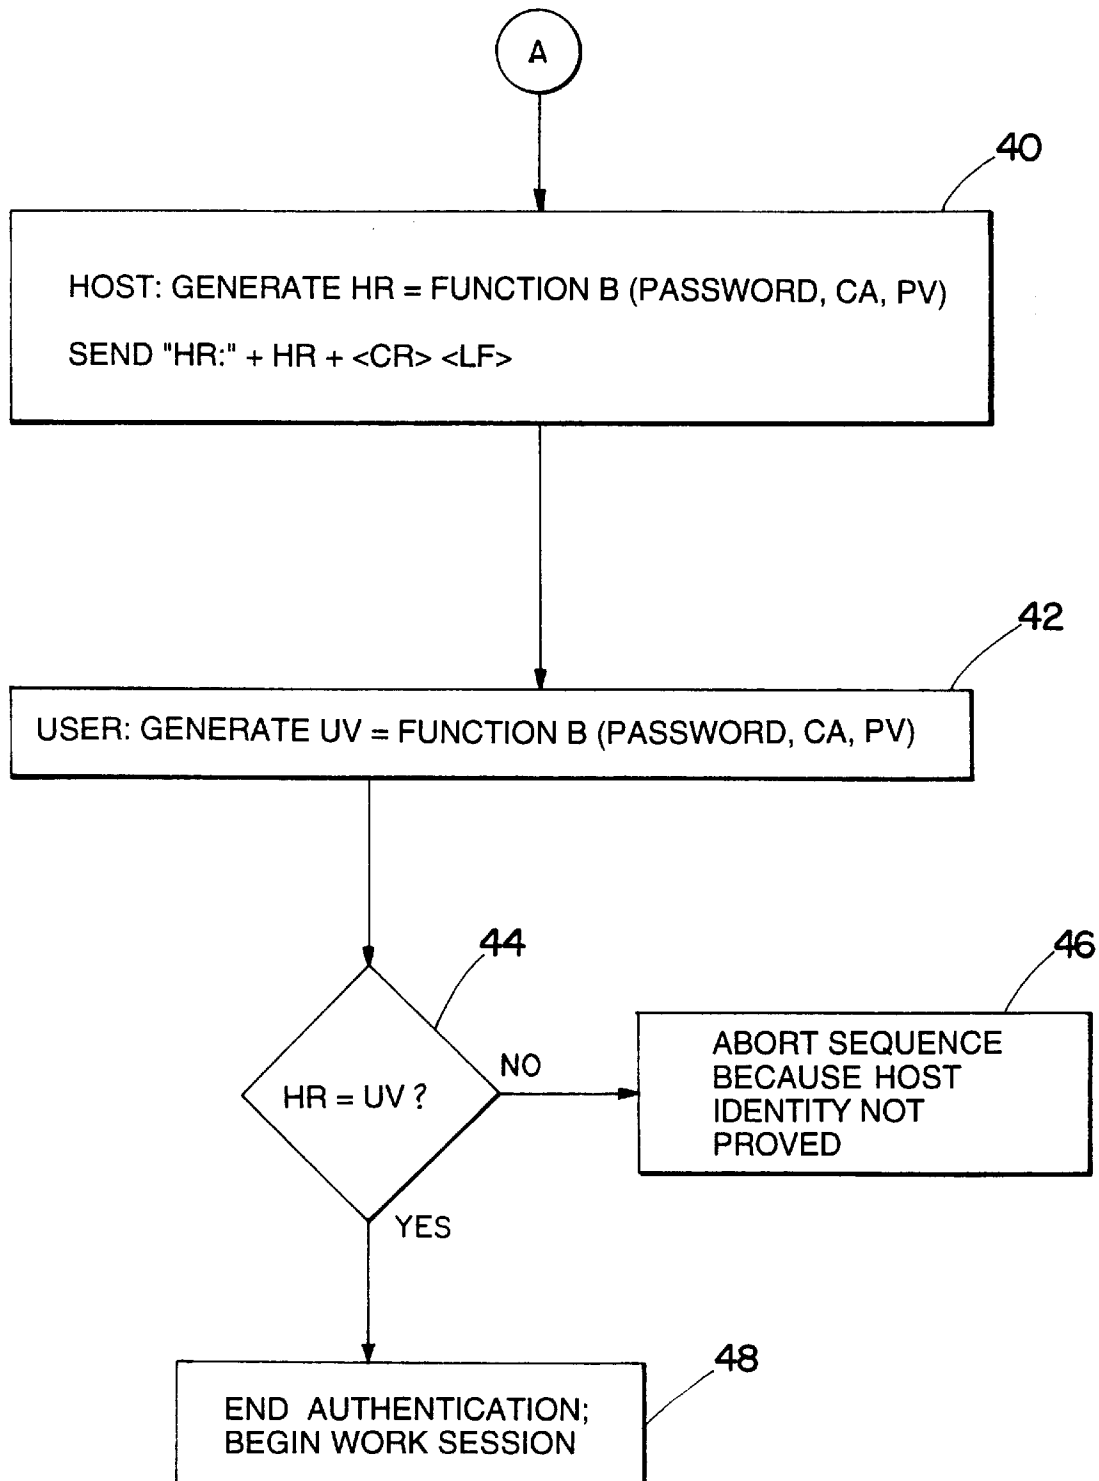 A
40
HOST: GENERATE HR = FUNCTION B (PASSWORD, CA, PV)
SEND "HR:" + HR + <CR> <LF>
42
USER: GENERATE UV = FUNCTION B (PASSWORD, CA, PV)
44
46
HR = UV ?
NO
ABORT SEQUENCE
BECAUSE HOST
IDENTITY NOT
PROVED
YES
48
END AUTHENTICATION;
BEGIN WORK SESSION